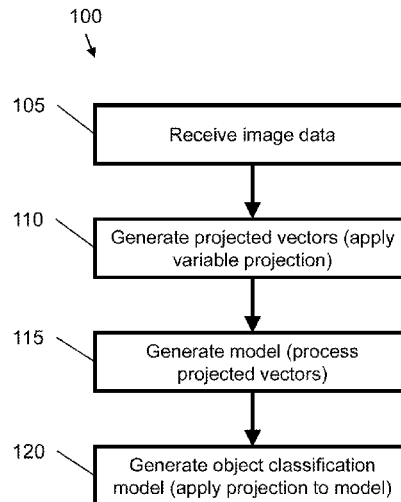 100
105
Receive image data
110
Generate projected vectors (apply
variable projection)
115
Generate model (process
projected vectors)
120
Generate object classification
model (apply projection to model)